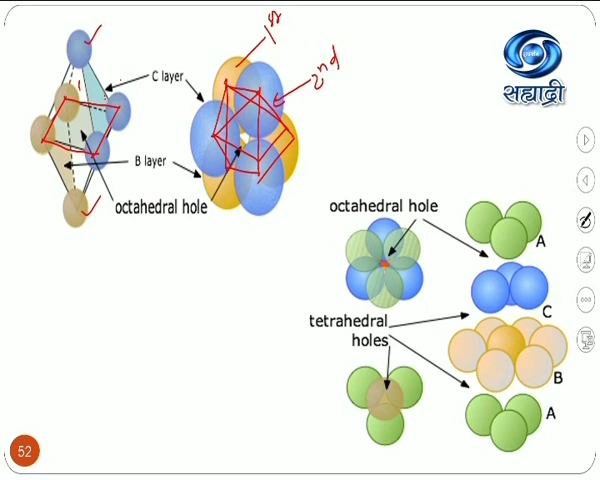 1st
2nd
C layer
B layer
octahedral hole
सह्याद्री
octahedral hole
A
C
tetrahedral
holes
B
A
52